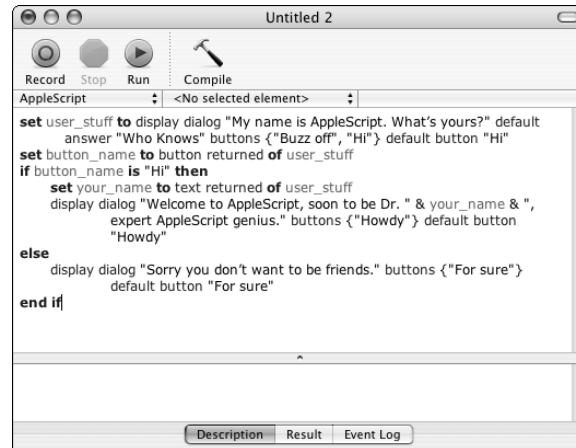 Untitled 2
Record Stop Run Compile
AppleScript <No selected element>
set user_stuff to display dialog "My name is AppleScript. What’s yours?" default
answer "Who Knows" buttons {"Buzz off", "Hi"} default button "Hi"
set button_name to button returned of user_stuff
if button_name is "Hi" then
set your_name to text returned of user_stuff
display dialog "Welcome to AppleScript, soon to be Dr. " & your_name & ",
expert AppleScript genius." buttons {"Howdy"} default button
"Howdy"
else
display dialog "Sorry you don’t want to be friends." buttons {"For sure"}
default button "For sure"
end if
Description Result Event Log